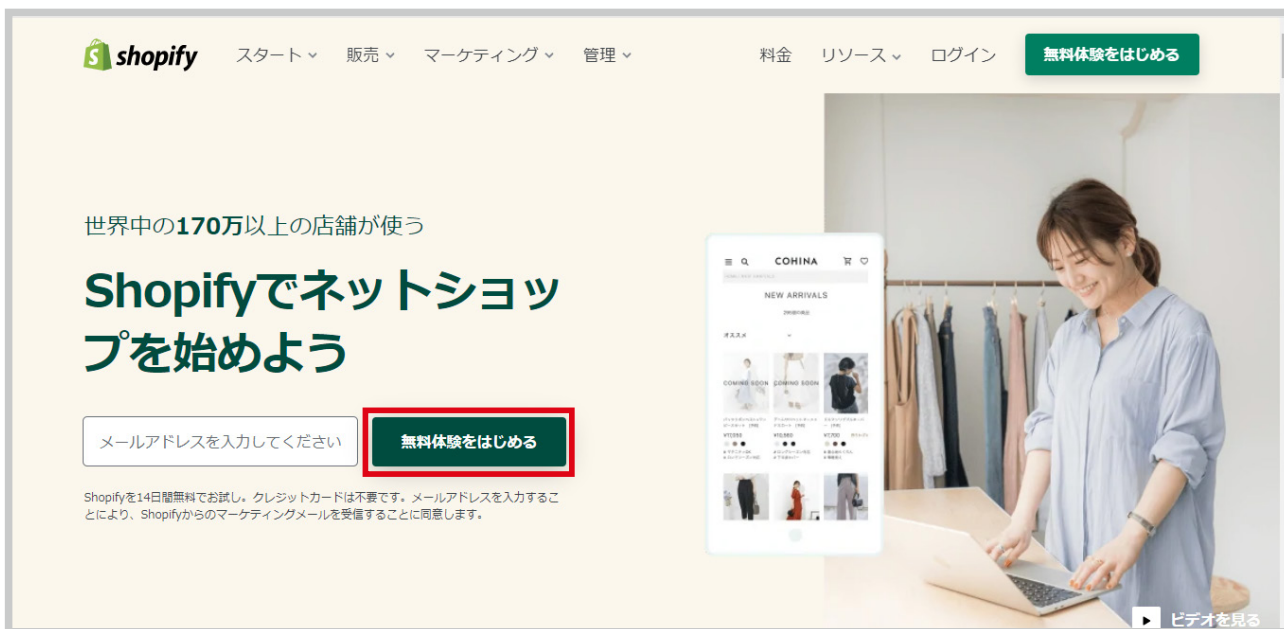 shopify
スタート
販売
マーケティング
管理
料金
リソース
ログイン
無料体験をはじめる
世界中の170万以上の店舗が使う
Shopifyでネットショッ
プを始めよう
メールアドレスを入力してください
無料体験をはじめる
Shopifyを14日間無料でお試し。クレジットカードは不要です。メールアドレスを入力するこ
とにより、Shopifyからのマーケティングメールを受信することに同意します。
COHINA
HOME / NEW ARRIVALS
NEW ARRIVALS
オススメ
COMING SOON
COMING SOON
¥10,980
¥7,700
ビデオを見る